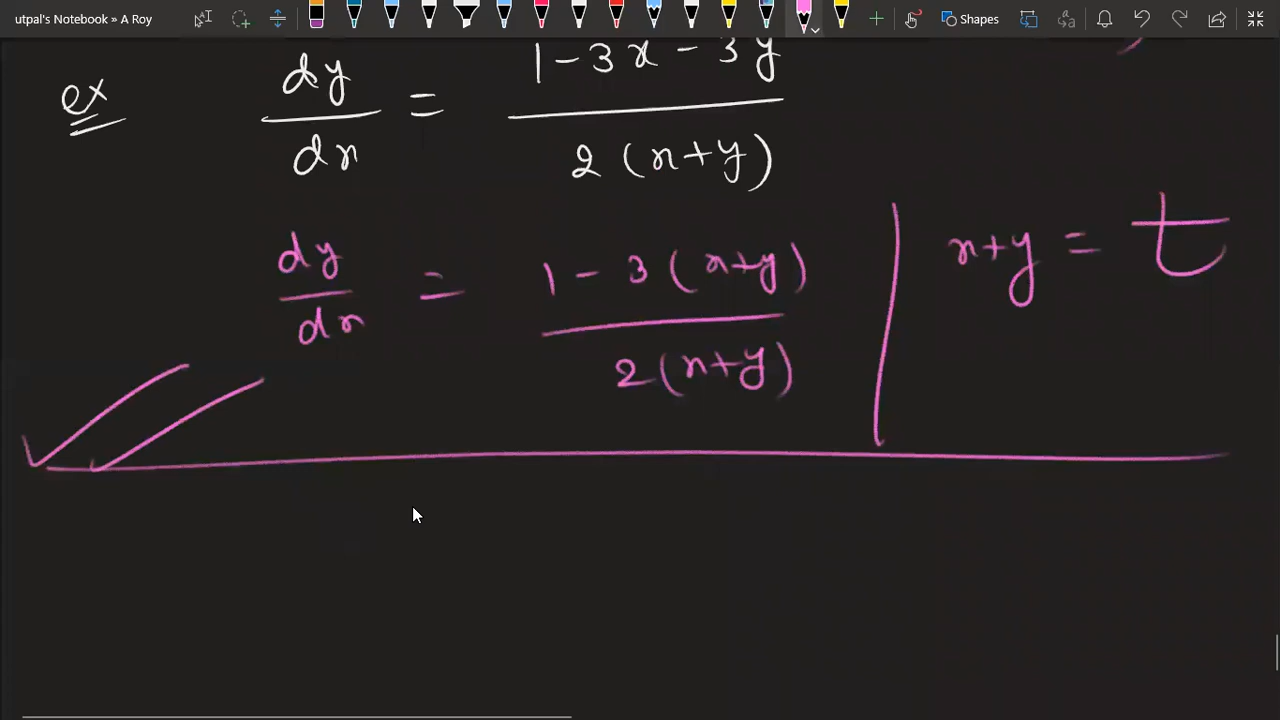 utpal's Notebook » A Roy
Shapes
ex dy/dx = 1-3x-3y / 2(x+y)
dy/dx = 1-3(x+y) / 2(x+y) | x+y = t